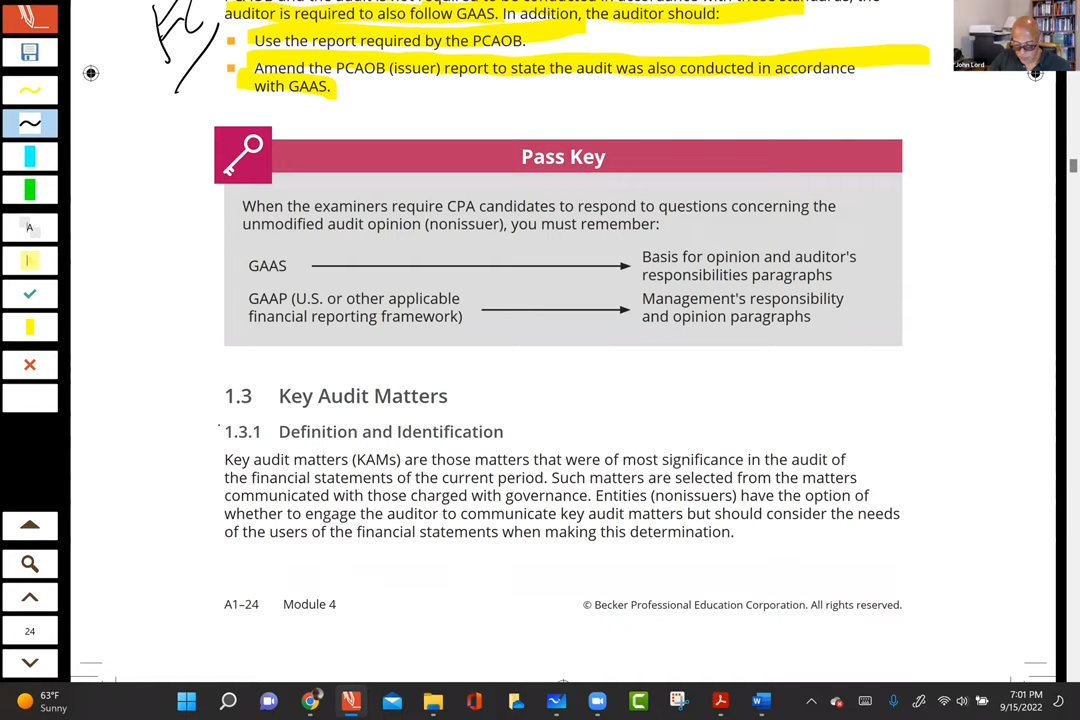 auditor is required to also follow GAAS. In addition, the auditor should:
Use the report required by the PCAOB.
Amend the PCAOB (issuer) report to state the audit was also conducted in accordance
with GAAS.
John Lord
Pass Key
When the examiners require CPA candidates to respond to questions concerning the
unmodified audit opinion (nonissuer), you must remember:
GAAS
Basis for opinion and auditor's
responsibilities paragraphs
GAAP (U.S. or other applicable
financial reporting framework)
Management's responsibility
and opinion paragraphs
1.3 Key Audit Matters
1.3.1 Definition and Identification
Key audit matters (KAMs) are those matters that were of most significance in the audit of
the financial statements of the current period. Such matters are selected from the matters
communicated with those charged with governance. Entities (nonissuers) have the option of
whether to engage the auditor to communicate key audit matters but should consider the needs
of the users of the financial statements when making this determination.
A1–24 Module 4
© Becker Professional Education Corporation. All rights reserved.
24
63°F
Sunny
7:01 PM
9/15/2022